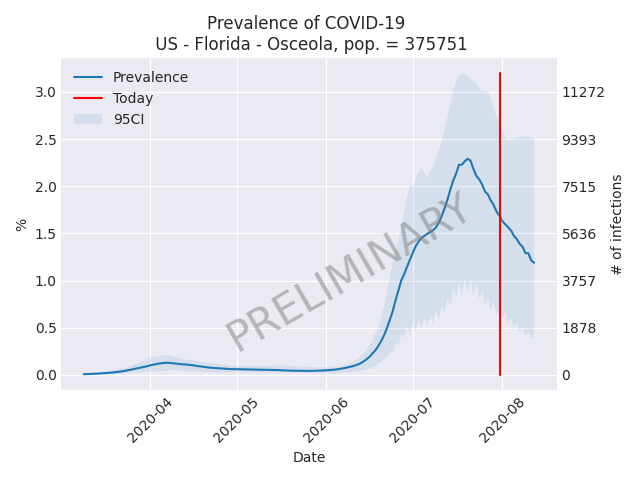 Prevalence of COVID-19
US - Florida - Osceola, pop. = 375751
Prevalence
Today
95CI
3.0
2.5
2.0
1.5
1.0
0.5
0.0
%
11272
9393
7515
5636
3757
1878
0
# of infections
PRELIMINARY
2020-04
2020-05
2020-06
2020-07
2020-08
Date